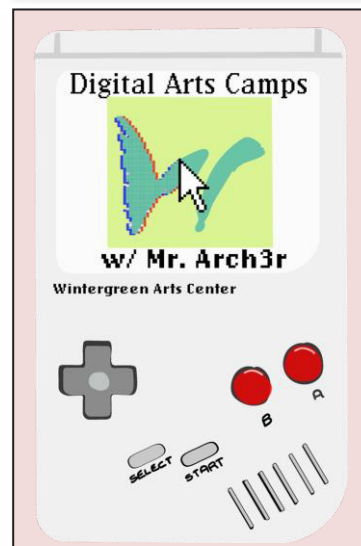 Digital Arts Camps
w/ Mr. Arch3r
Wintergreen Arts Center
A
B
SELECT
START